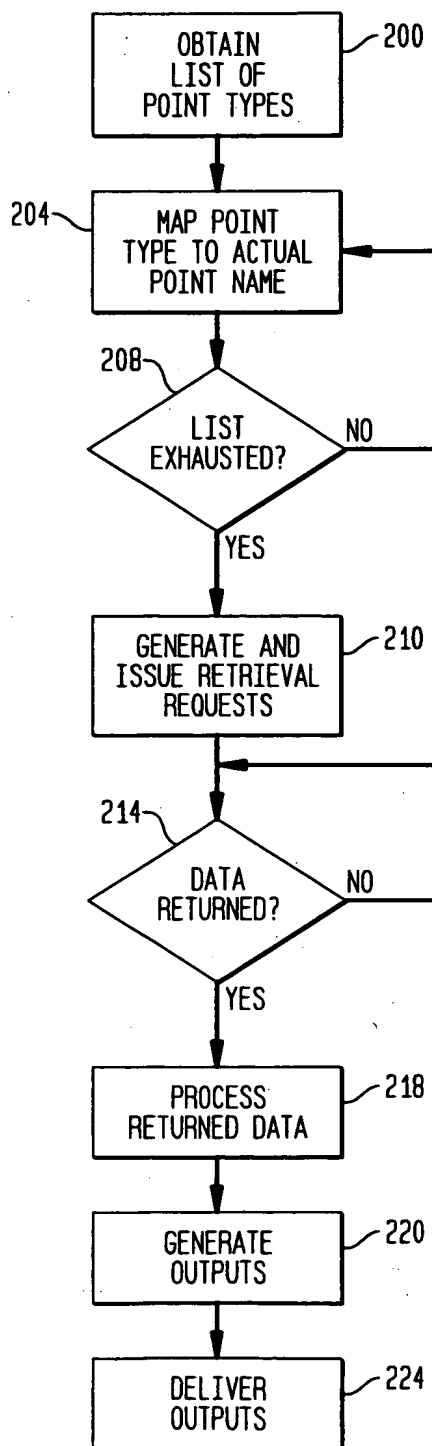 OBTAIN
LIST OF
POINT TYPES
200
204
MAP POINT
TYPE TO ACTUAL
POINT NAME
208
LIST
EXHAUSTED?
NO
YES
GENERATE AND
ISSUE RETRIEVAL
REQUESTS
210
214
DATA
RETURNED?
NO
YES
PROCESS
RETURNED DATA
218
GENERATE
OUTPUTS
220
DELIVER
OUTPUTS
224